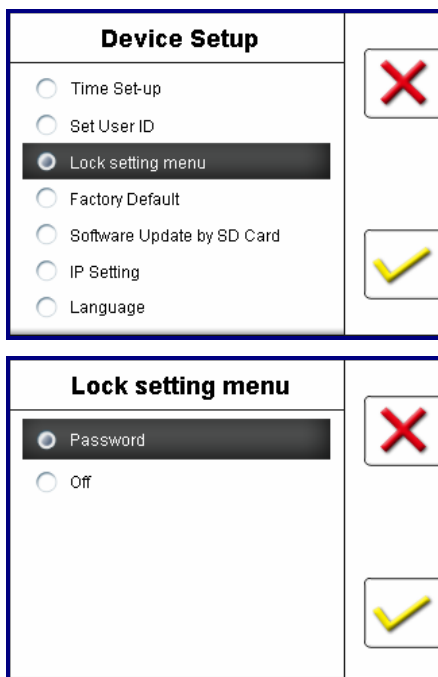 Device Setup
Time Set-up
Set User ID
Lock setting menu
Factory Default
Software Update by SD Card
IP Setting
Language
Lock setting menu
Password
Off